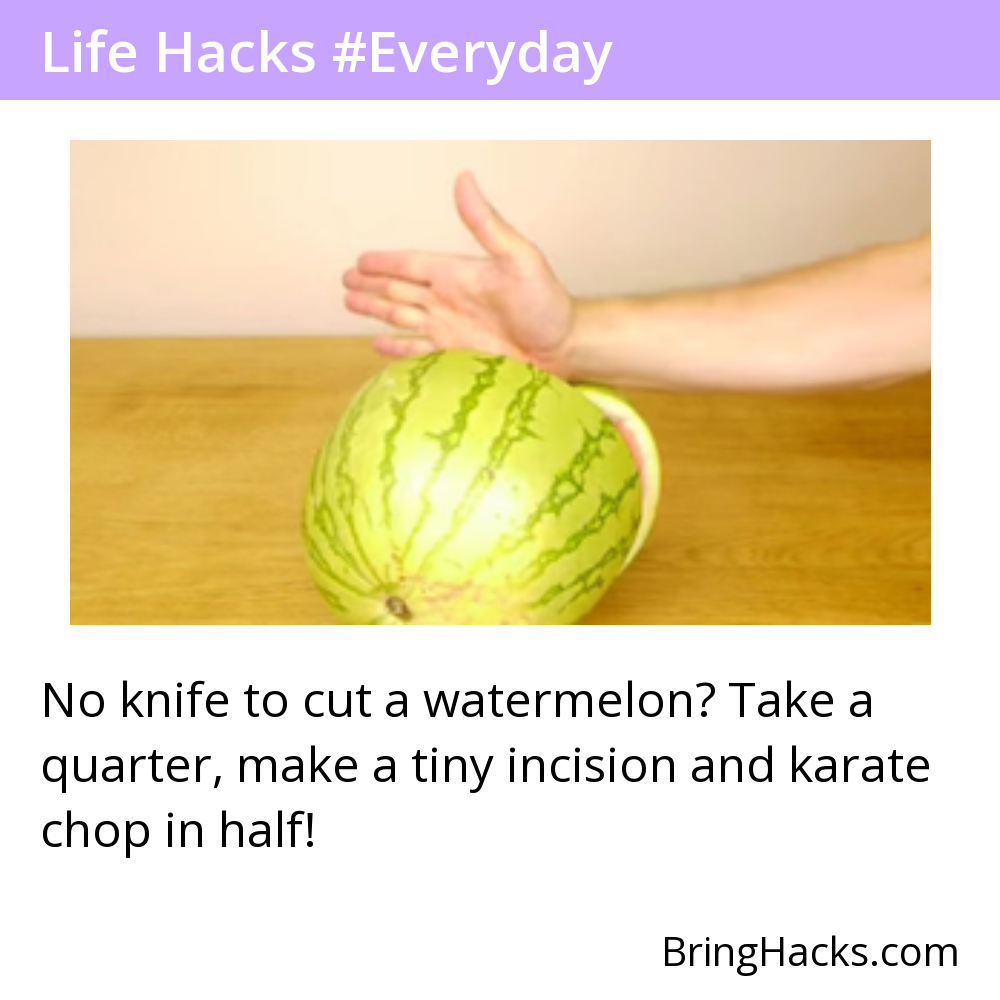 Life Hacks #Everyday
No knife to cut a watermelon? Take a
quarter, make a tiny incision and karate
chop in half!
BringHacks.com